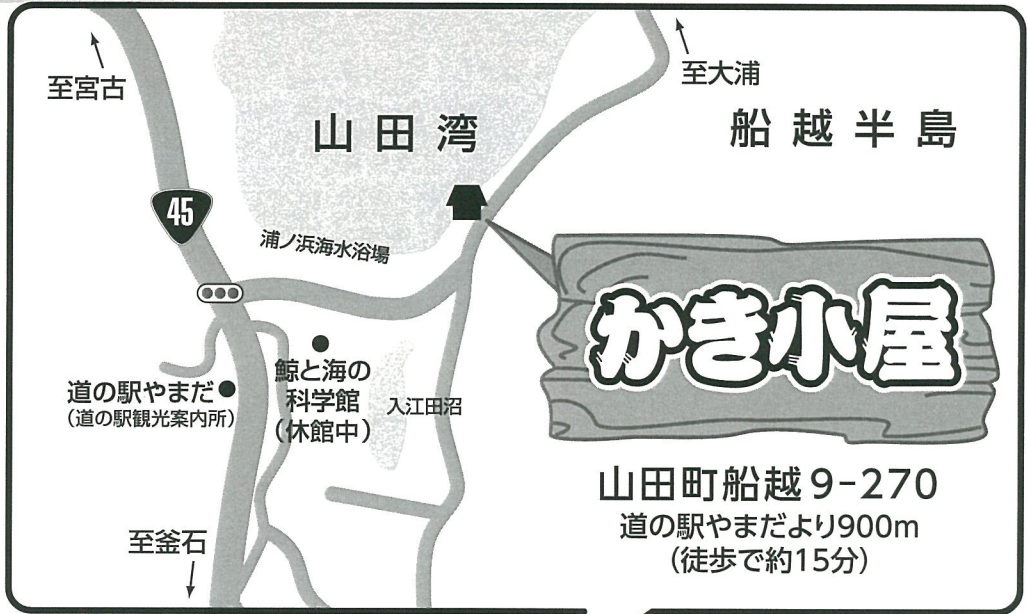 至宮古
至大浦
山田湾
船越半島
45
浦ノ浜海水浴場
かき小屋
鯨と海の
科学館
(休館中)
道の駅やまだ
(道の駅観光案内所)
入江田沼
山田町船越9-270
道の駅やまだより900m
(徒歩で約15分)
至釜石